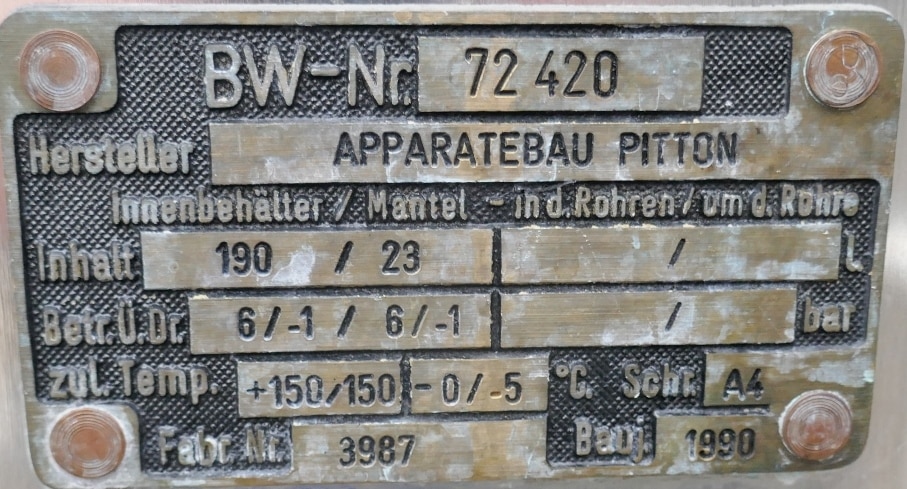 BW-Nr. 72 420
Hersteller APPARATEBAU PITTON
Innenbehälter / Mantel - in d. Rohren / um d. Rohre
Inhalt 190 / 23 / l
Betr. Ü. Dr. 6/-1 / 6/-1 / bar
zul. Temp. +150/150 -0/-5 °C. Schr. A4
Fabr. Nr. 3987 Bauj. 1990